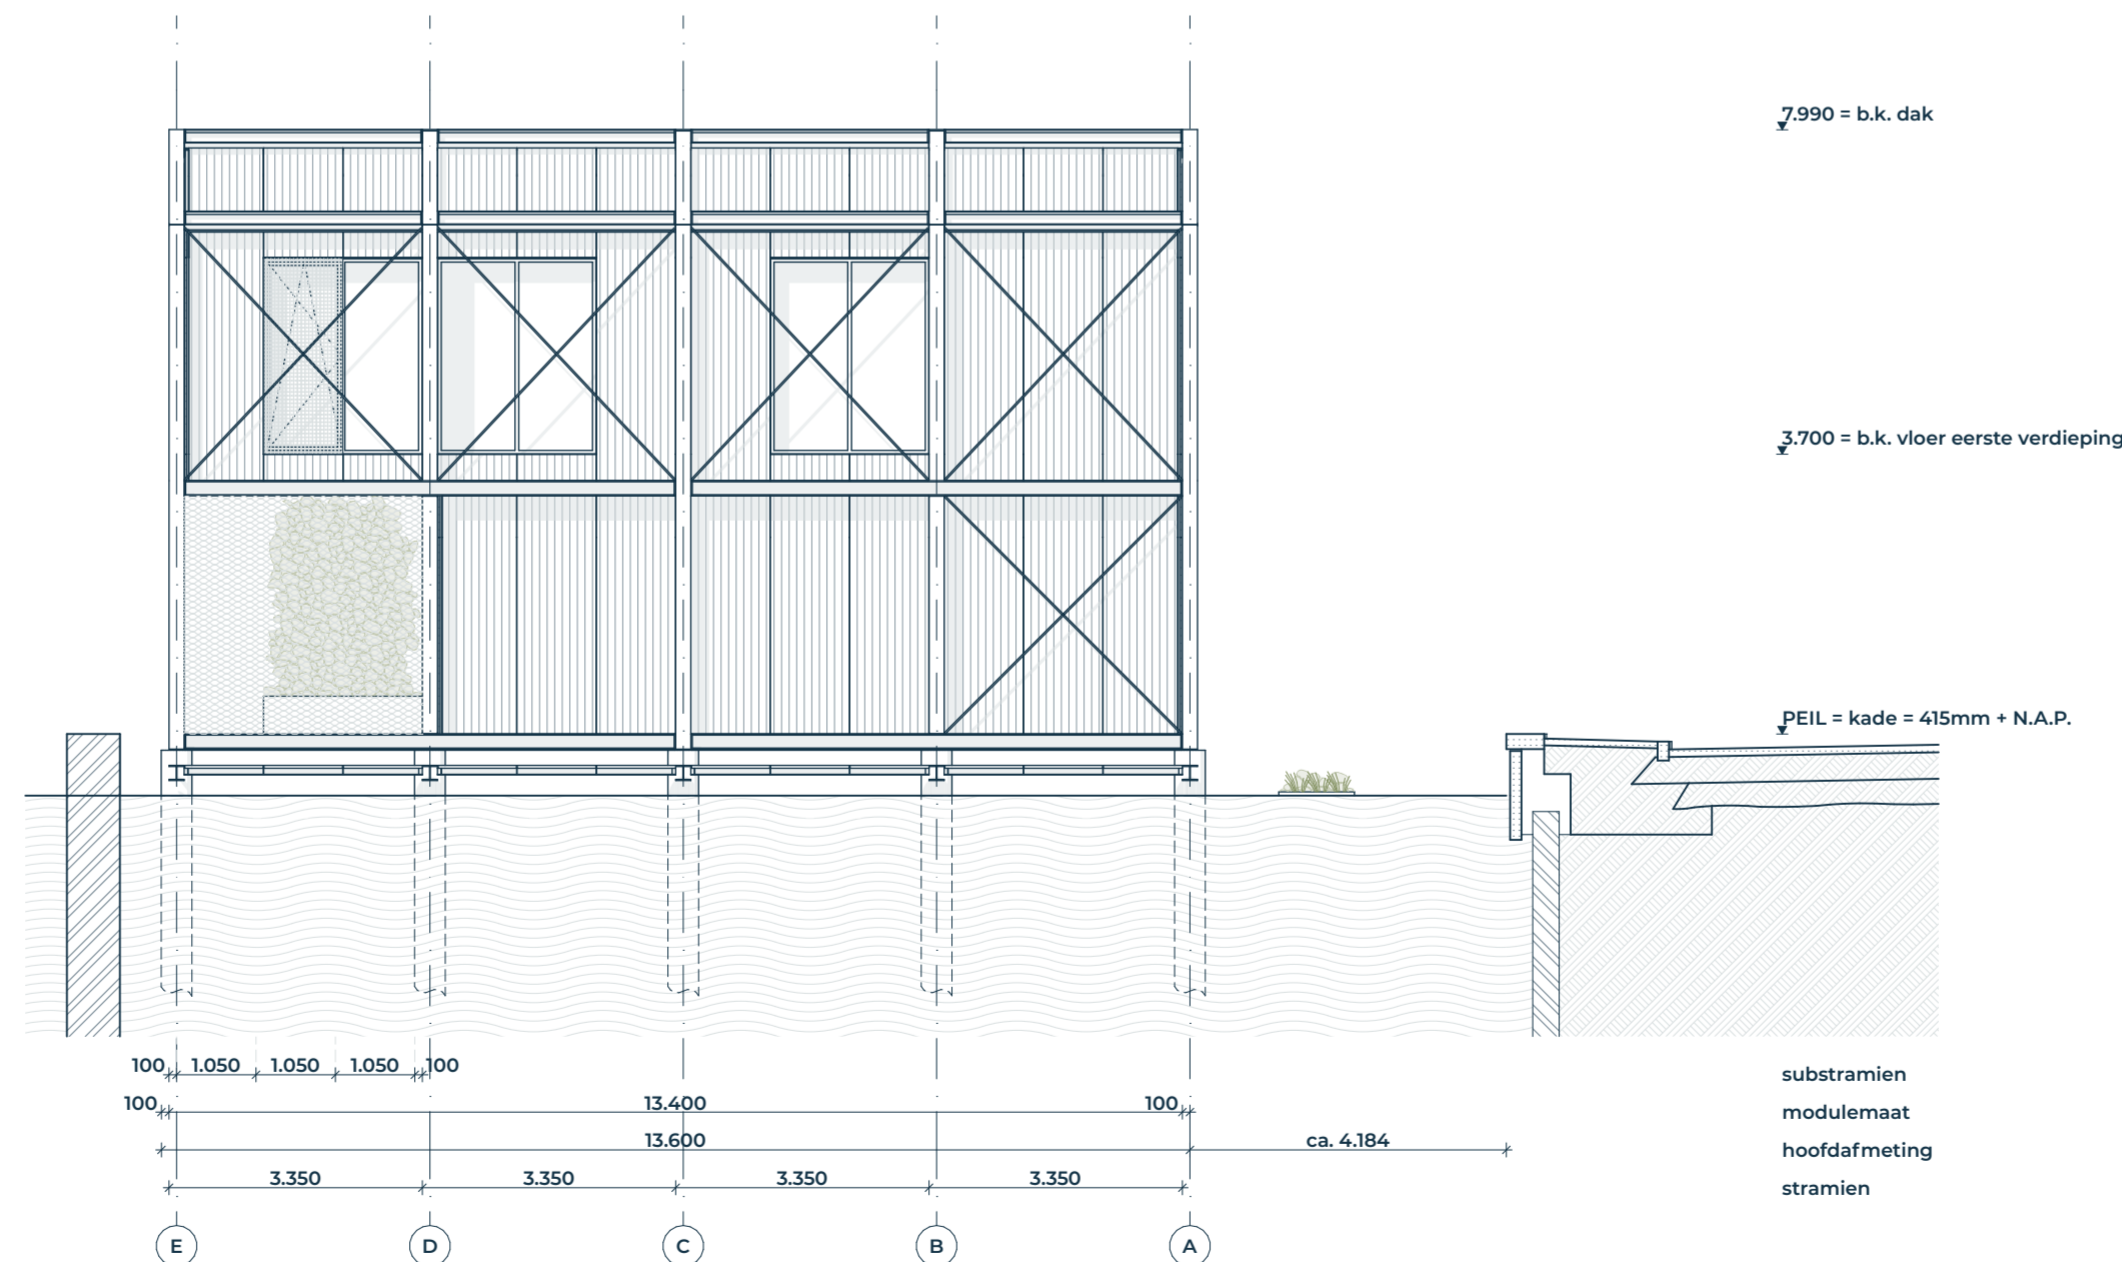 7.990 = b.k. dak
3.700 = b.k. vloer eerste verdieping
PEIL = kade = 415mm + N.A.P.
100 1.050 1.050 1.050 100 substramien
100 13.400 100 modulemaat
13.600 ca. 4.184 hoofdafmeting
3.350 3.350 3.350 3.350 stramien
E D C B A